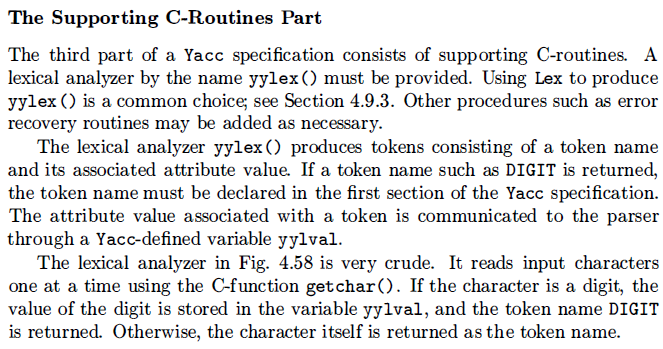 The Supporting C-Routines Part
The third part of a Yacc specification consists of supporting C-routines. A
lexical analyzer by the name yylex() must be provided. Using Lex to produce
yylex() is a common choice; see Section 4.9.3. Other procedures such as error
recovery routines may be added as necessary.
The lexical analyzer yylex() produces tokens consisting of a token name
and its associated attribute value. If a token name such as DIGIT is returned,
the token name must be declared in the first section of the Yacc specification.
The attribute value associated with a token is communicated to the parser
through a Yacc-defined variable yylval.
The lexical analyzer in Fig. 4.58 is very crude. It reads input characters
one at a time using the C-function getchar(). If the character is a digit, the
value of the digit is stored in the variable yylval, and the token name DIGIT
is returned. Otherwise, the character itself is returned as the token name.